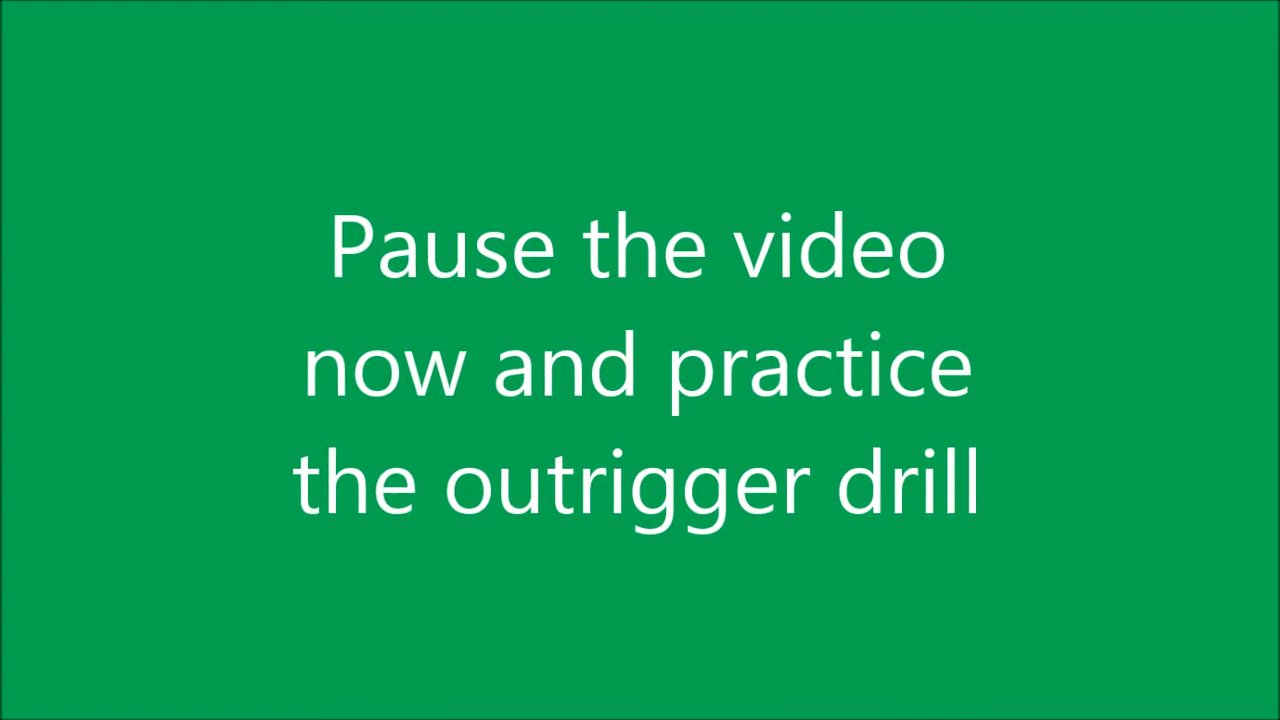 Pause the video
now and practice
the outrigger drill